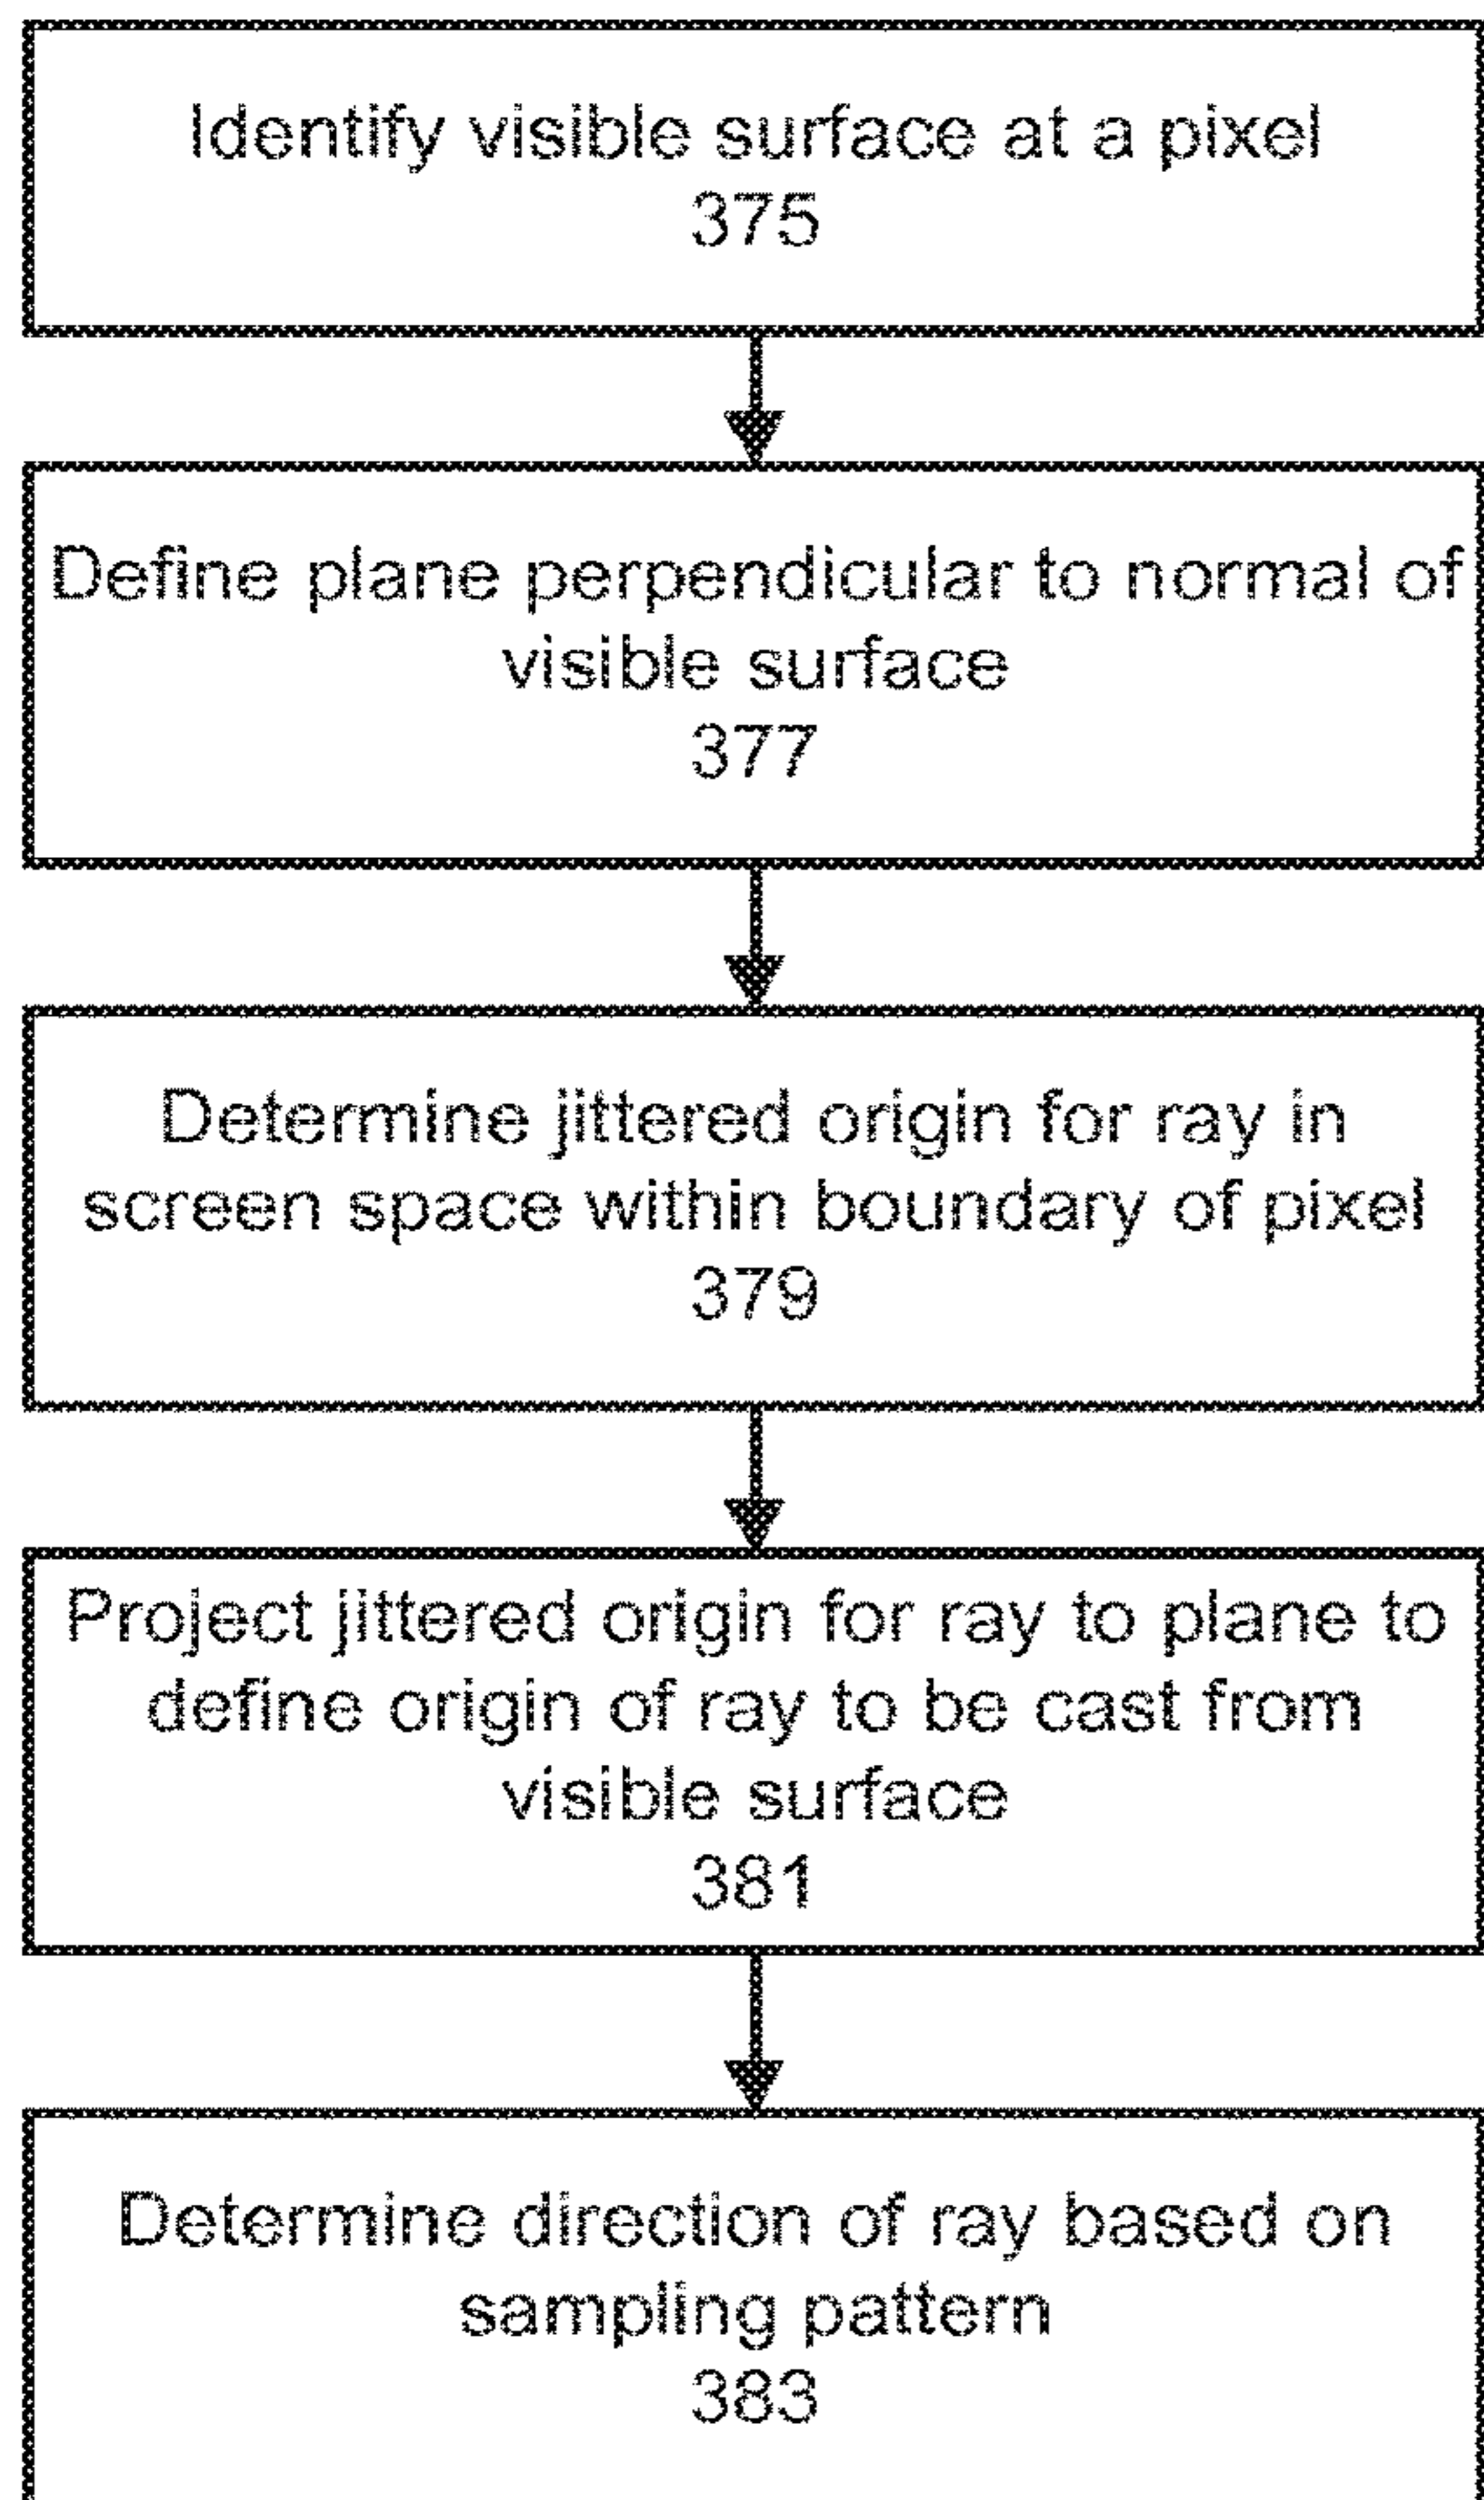 Identify visible surface at a pixel
375
Define plane perpendicular to normal of
visible surface
377
Determine jittered origin for ray in
screen space within boundary of pixel
379
Project jittered origin for ray to plane to
define origin of ray to be cast from
visible surface
381
Determine direction of ray based on
sampling pattern
383